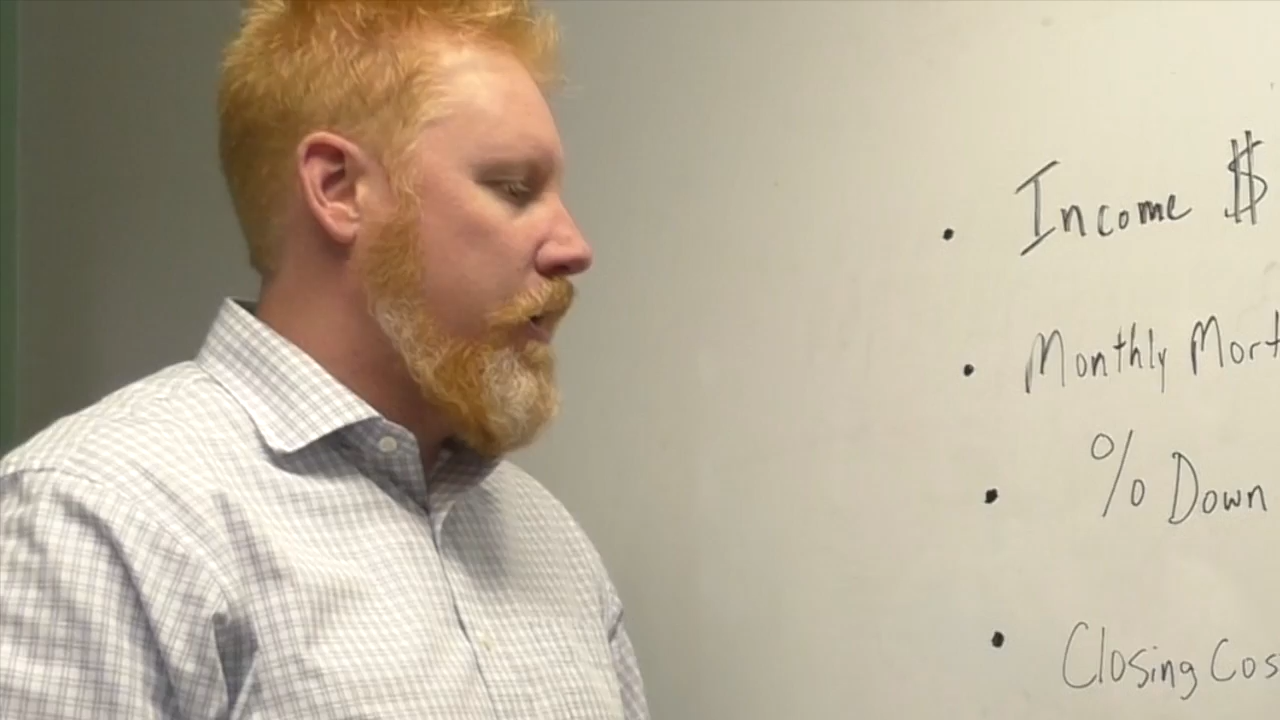 • Income $
• Monthly Mort
• % Down
• Closing Cos